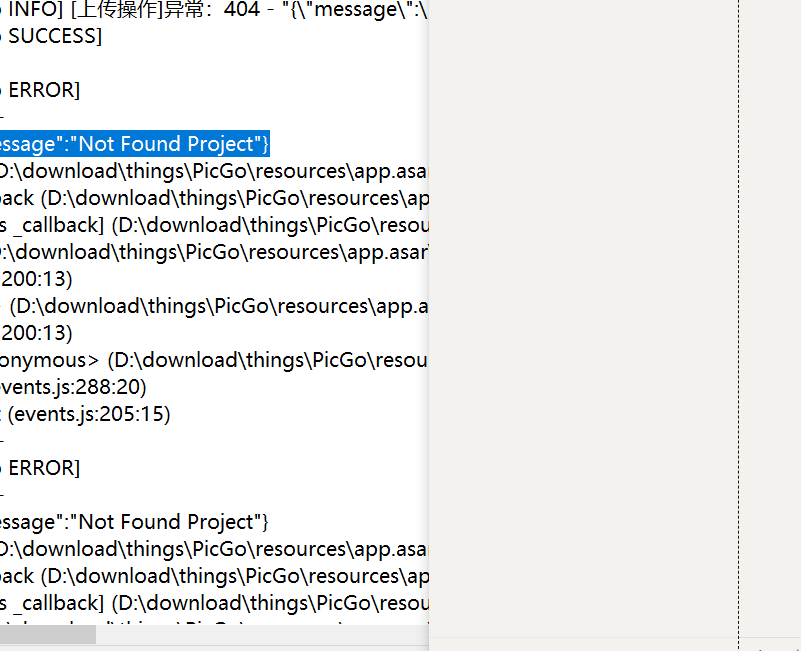 INFO] [上传操作]异常：404 - "{\"message\":\
SUCCESS]
ERROR]
essage":"Not Found Project"}
D:\download\things\PicGo\resources\app.asar
back (D:\download\things\PicGo\resources\ap
s _callback] (D:\download\things\PicGo\resou
D:\download\things\PicGo\resources\app.asar\
200:13)
(D:\download\things\PicGo\resources\app.a
200:13)
onymous> (D:\download\things\PicGo\resou
events.js:288:20)
t (events.js:205:15)
ERROR]
essage":"Not Found Project"}
D:\download\things\PicGo\resources\app.asar
back (D:\download\things\PicGo\resources\ap
s _callback] (D:\download\things\PicGo\resou